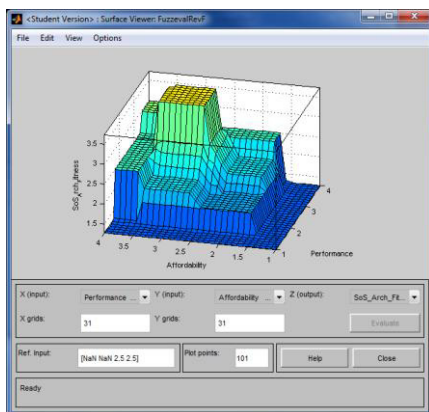 <Student Version> : Surface Viewer: FuzzevalRevF
File Edit View Options
3.5
3
2.5
2
1.5
SoS_Arch_Fitness
4
3.5
3
2.5
2
1.5
1
Affordability
1
2
3
4
Performance
X (input): Performance ... Y (input): Affordability ... Z (output): SoS_Arch_Fit...
X grids: 31 Y grids: 31 Evaluate
Ref. Input: [NaN NaN 2.5 2.5] Plot points: 101 Help Close
Ready